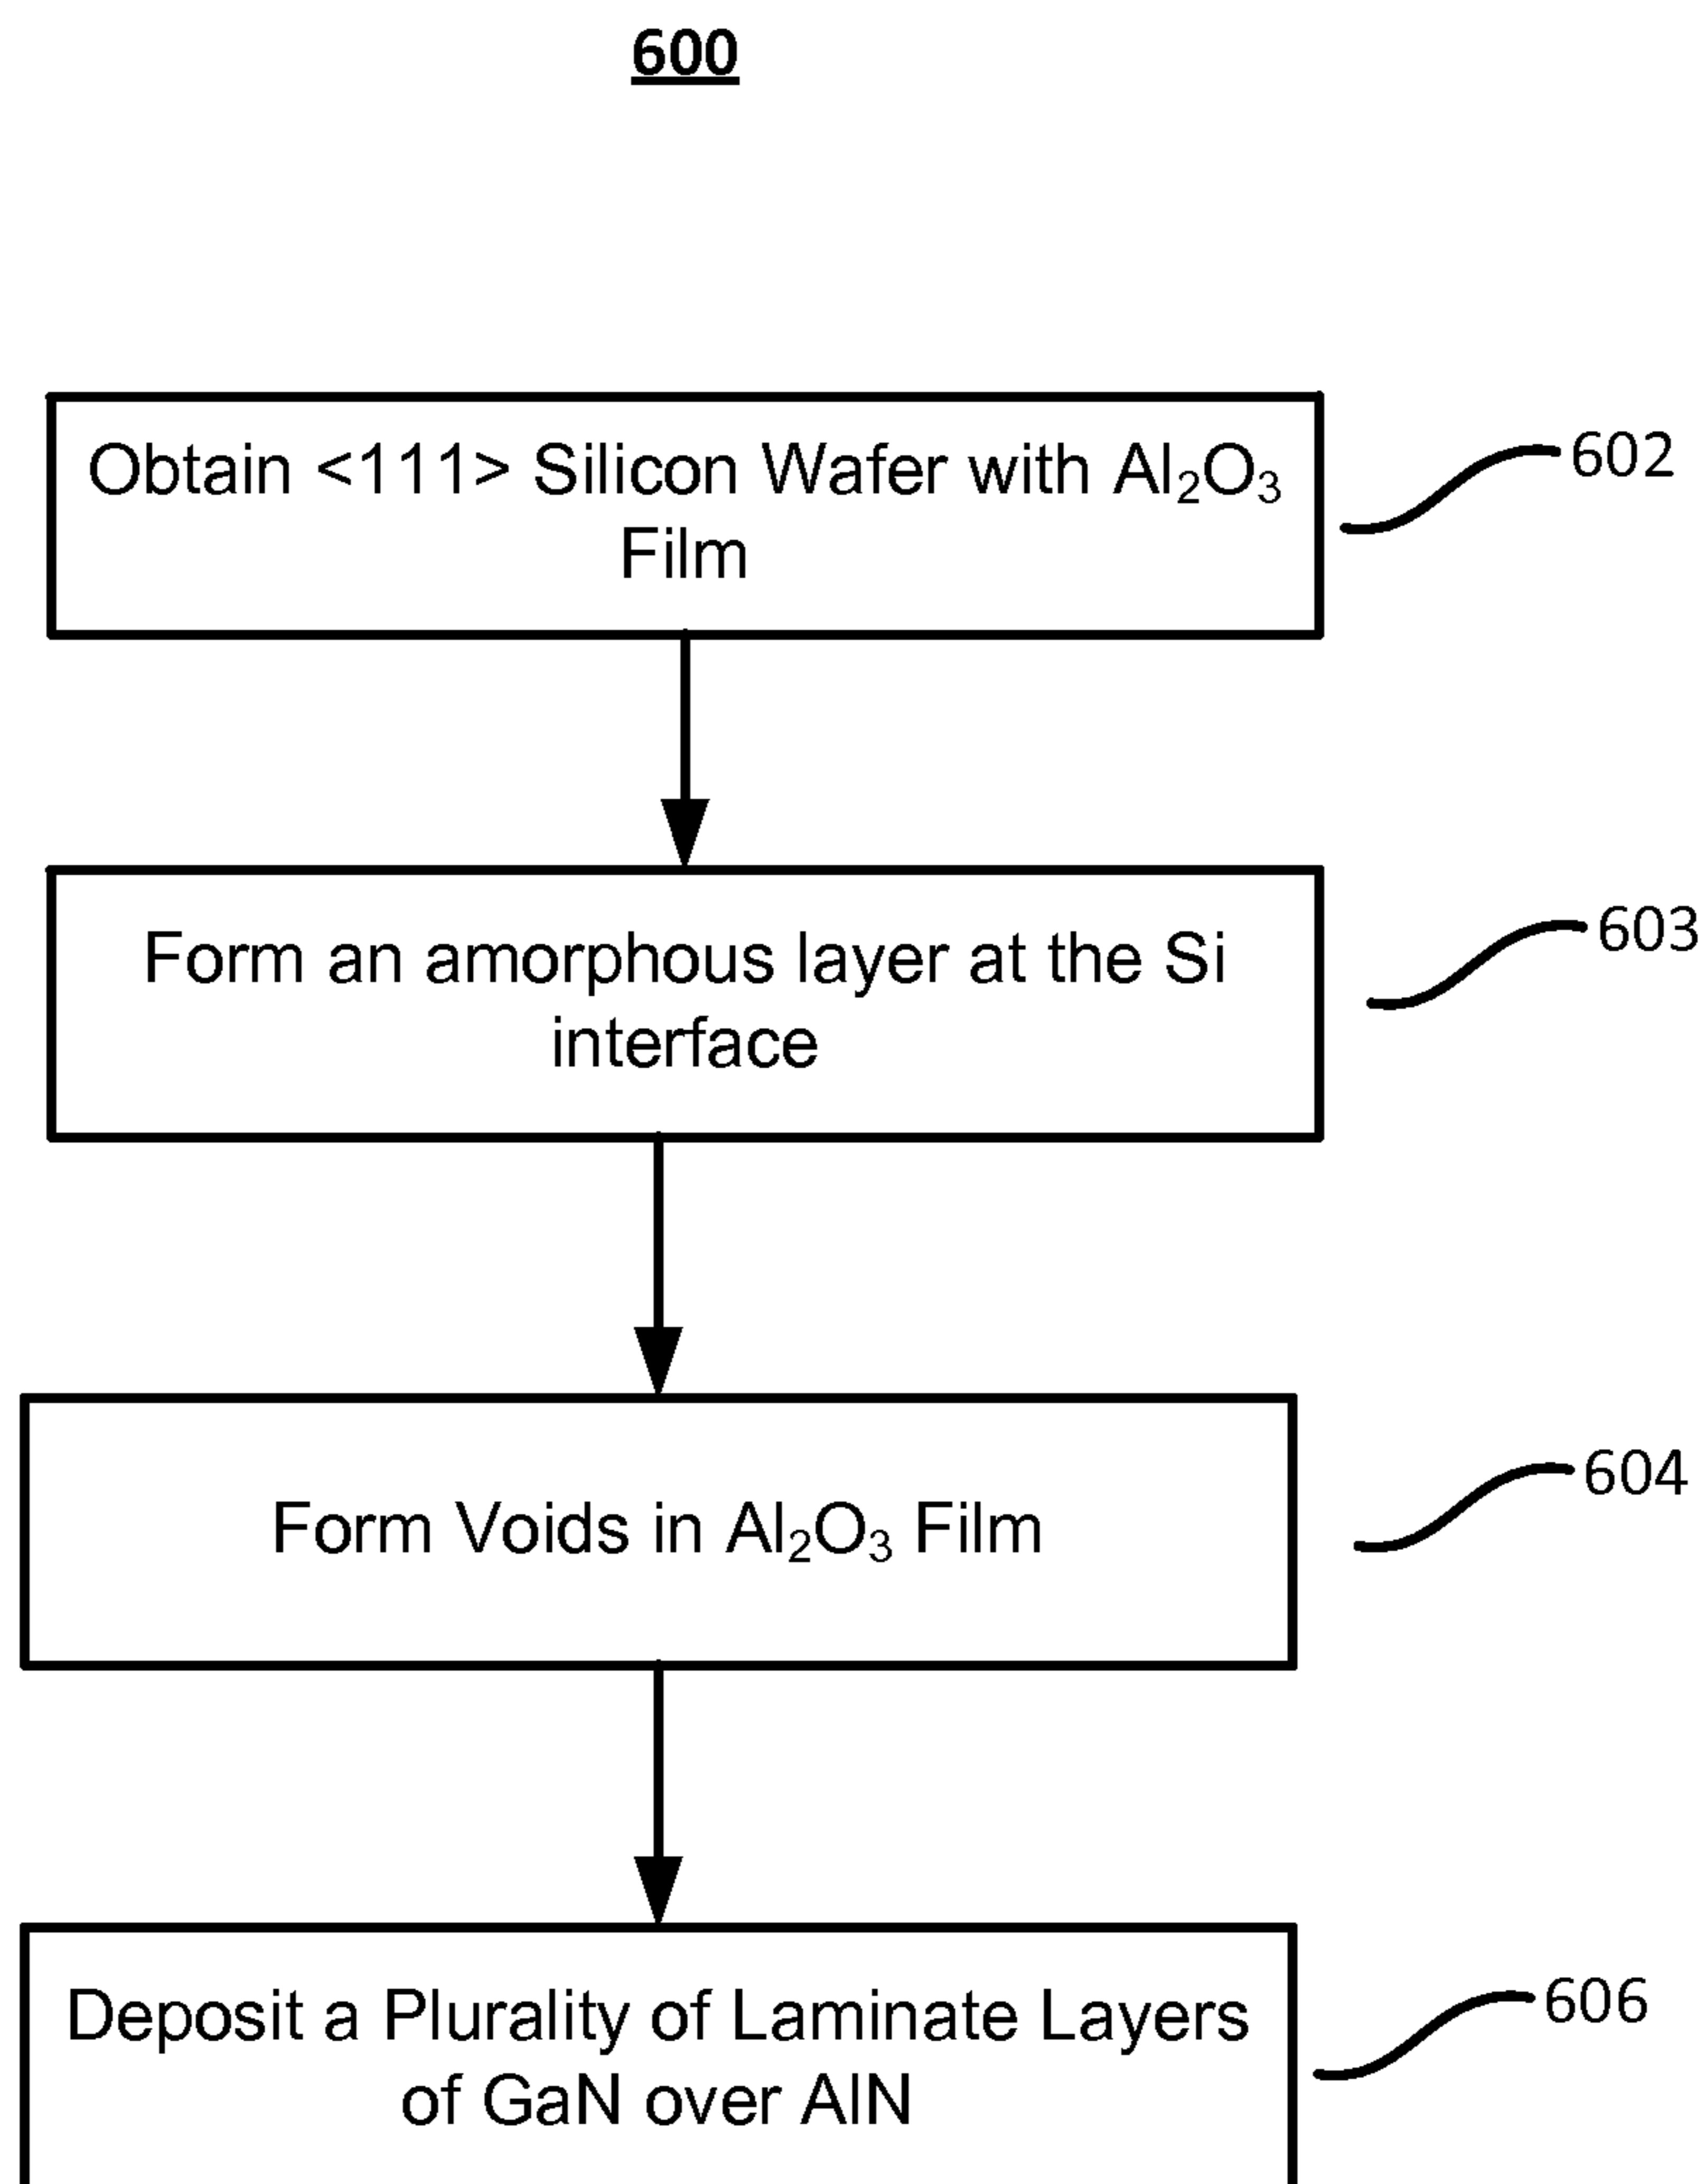 600
Obtain <111> Silicon Wafer with Al₂O₃
Film
602
Form an amorphous layer at the Si
interface
603
Form Voids in Al₂O₃ Film
604
Deposit a Plurality of Laminate Layers
of GaN over AlN
606